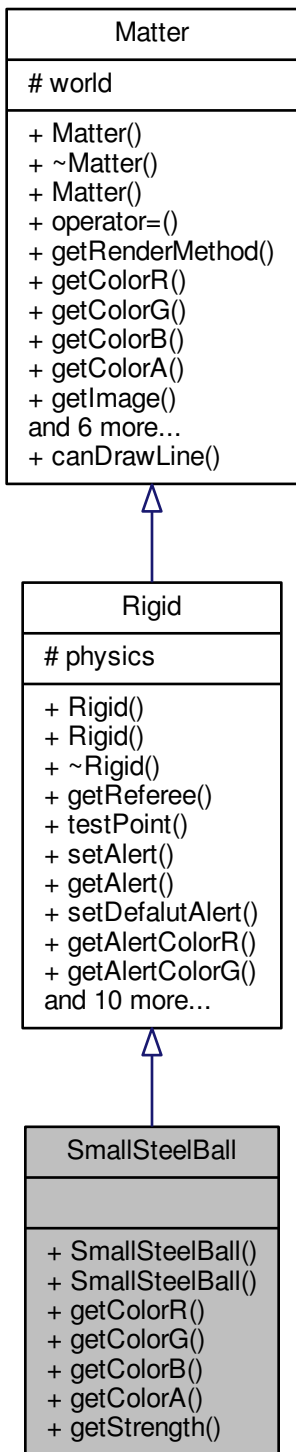 Matter
# world
+ Matter()
+ ~Matter()
+ Matter()
+ operator=()
+ getRenderMethod()
+ getColorR()
+ getColorG()
+ getColorB()
+ getColorA()
+ getImage()
and 6 more...
+ canDrawLine()
Rigid
# physics
+ Rigid()
+ Rigid()
+ ~Rigid()
+ getReferee()
+ testPoint()
+ setAlert()
+ getAlert()
+ setDefalutAlert()
+ getAlertColorR()
+ getAlertColorG()
and 10 more...
SmallSteelBall
+ SmallSteelBall()
+ SmallSteelBall()
+ getColorR()
+ getColorG()
+ getColorB()
+ getColorA()
+ getStrength()